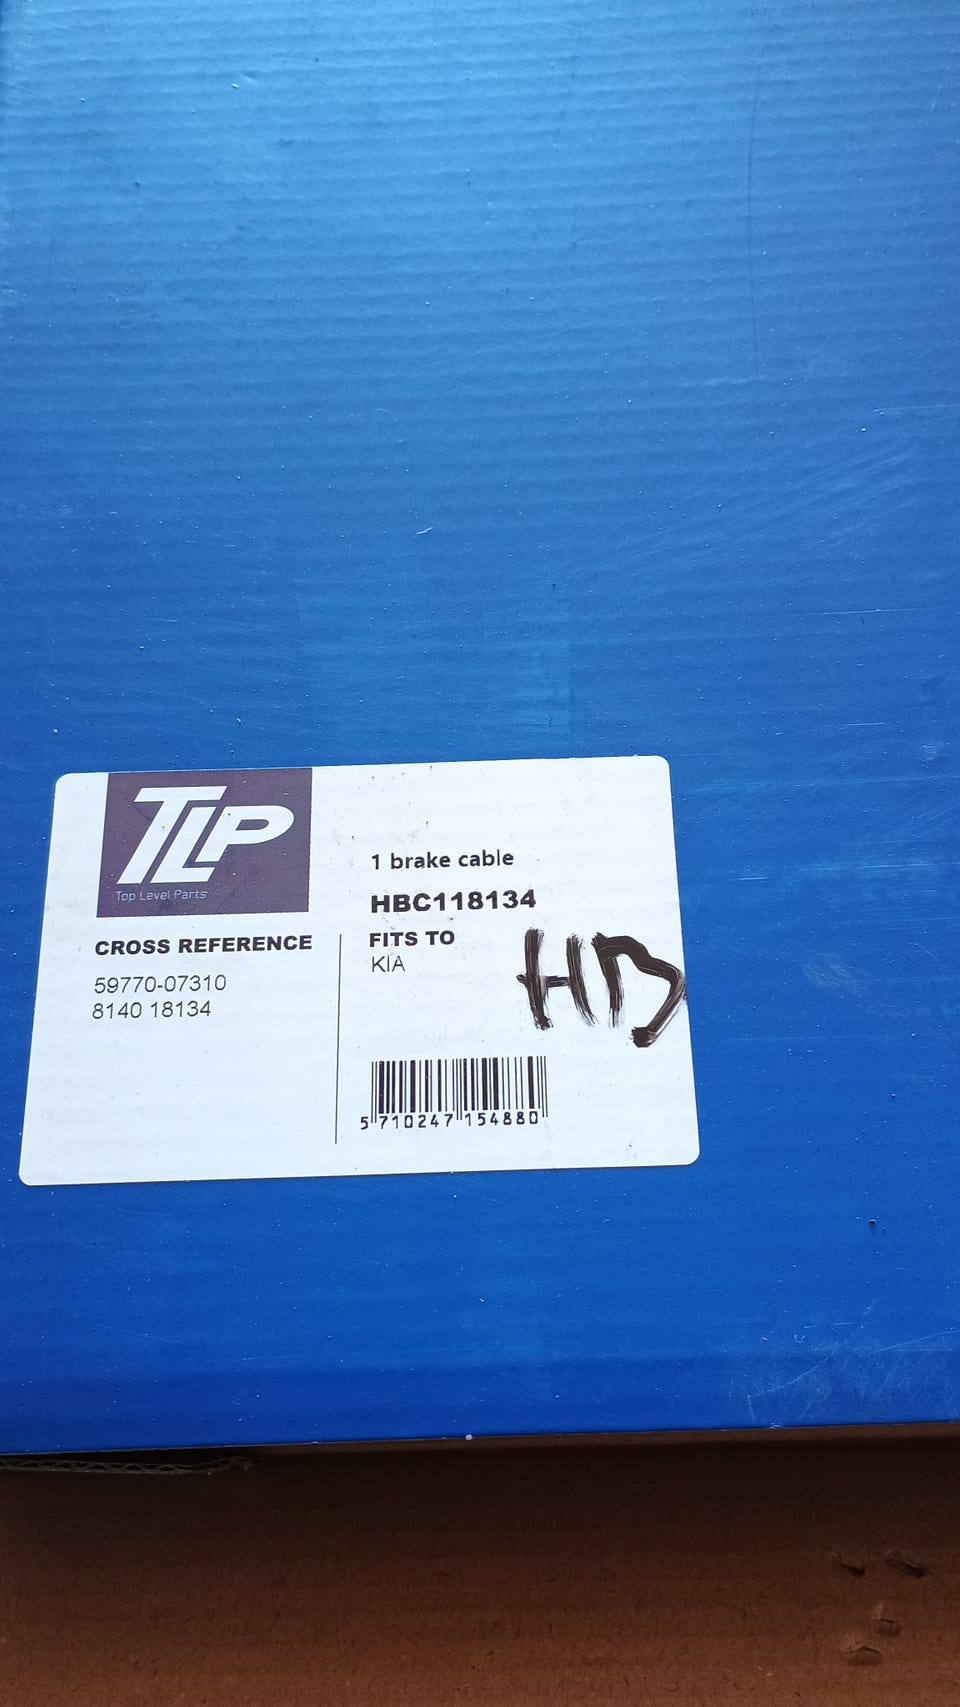 TLP
Top Level Parts
1 brake cable
HBC118134
CROSS REFERENCE
59770-07310
8140 18134
FITS TO
KIA
HB
5 710247 154880